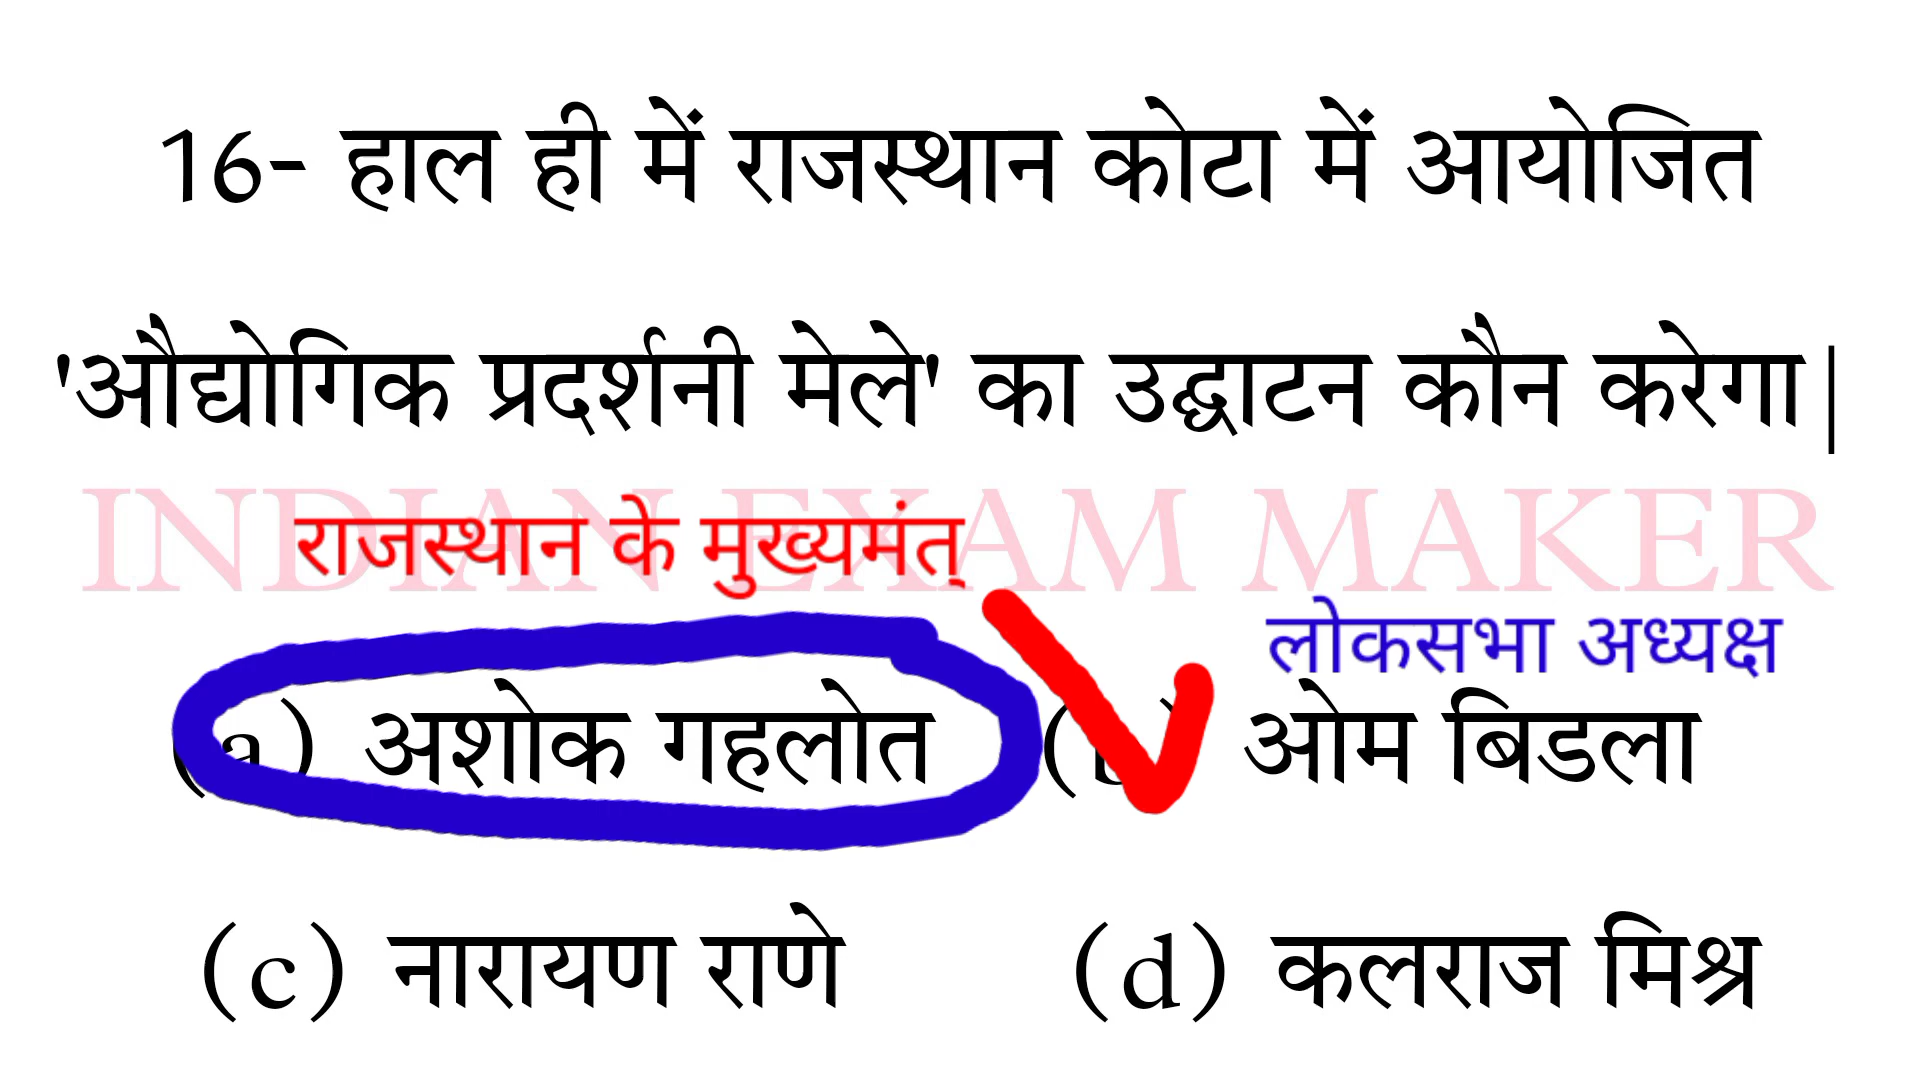 16- हाल ही में राजस्थान कोटा में आयोजित
'औद्योगिक प्रदर्शनी मेले' का उद्घाटन कौन करेगा|
INDIAN EXAM MAKER
राजस्थान के मुख्यमंत्
लोकसभा अध्यक्ष
(a) अशोक गहलोत (b) ओम बिडला
(c) नारायण राणे (d) कलराज मिश्र